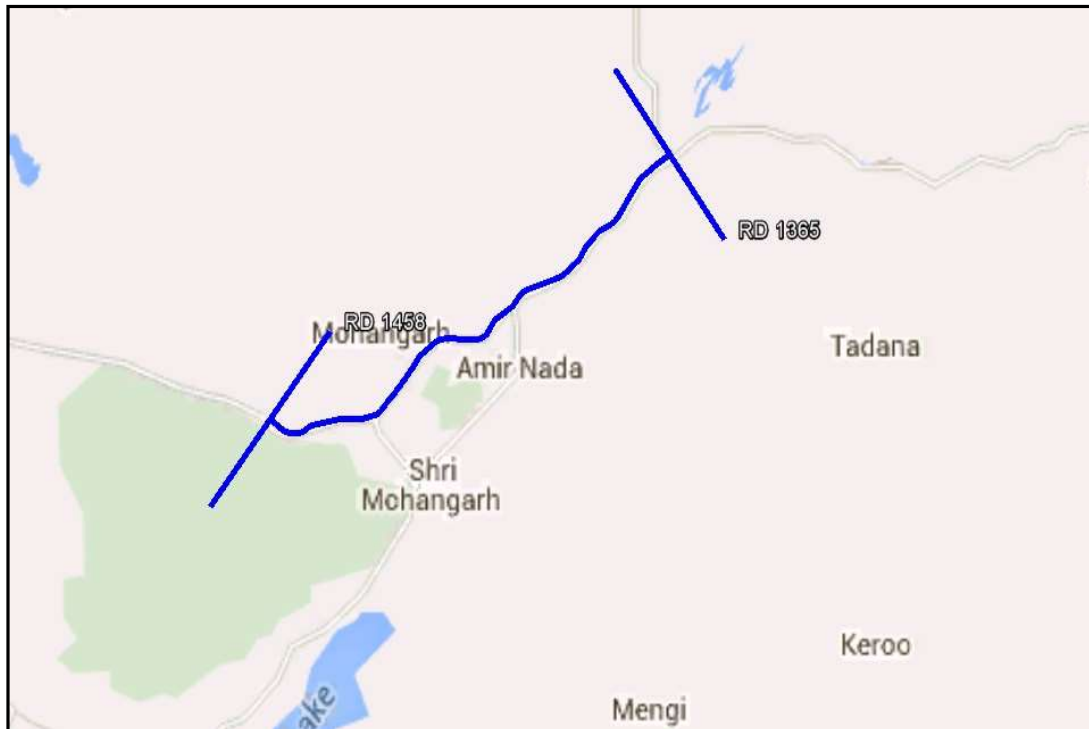 RD 1365
RD 1458
Mohangarh
Tadana
Amir Nada
Shri
Mohangarh
Keroo
Mengi
ake